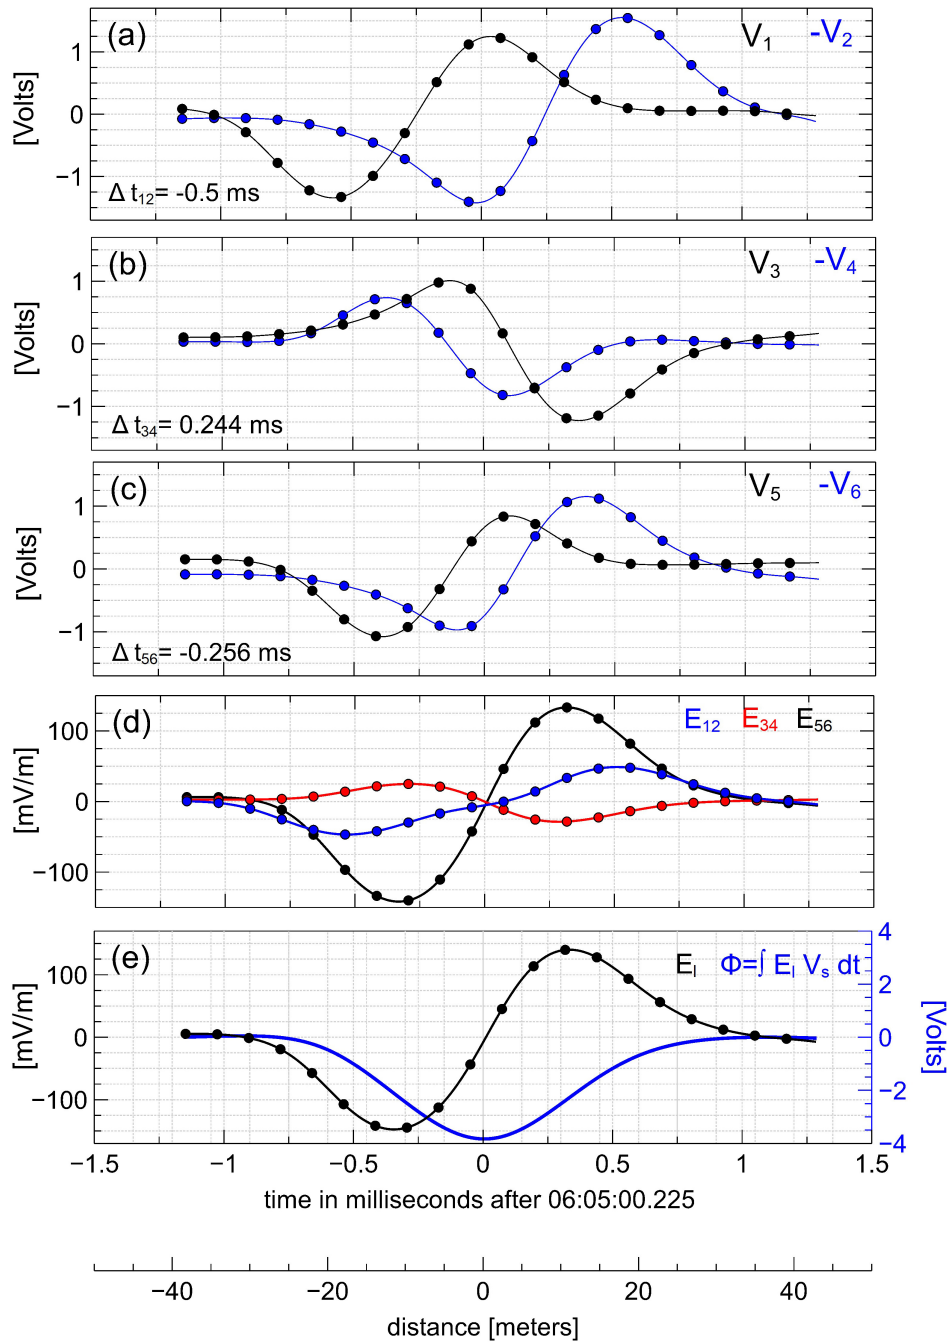 (a) V₁ -V₂
[Volts]
1
0
−1
Δ t₁₂= -0.5 ms
(b) V₃ -V₄
[Volts]
1
0
−1
Δ t₃₄= 0.244 ms
(c) V₅ -V₆
[Volts]
1
0
−1
Δ t₅₆= -0.256 ms
(d) E₁₂ E₃₄ E₅₆
[mV/m]
100
0
−100
(e) Eₗ Φ=∫ Eₗ Vₛ dt
[mV/m]
100
0
−100
4
2
0
−2
−4
[Volts]
−1.5 −1 −0.5 0 0.5 1 1.5
time in milliseconds after 06:05:00.225
−40 −20 0 20 40
distance [meters]